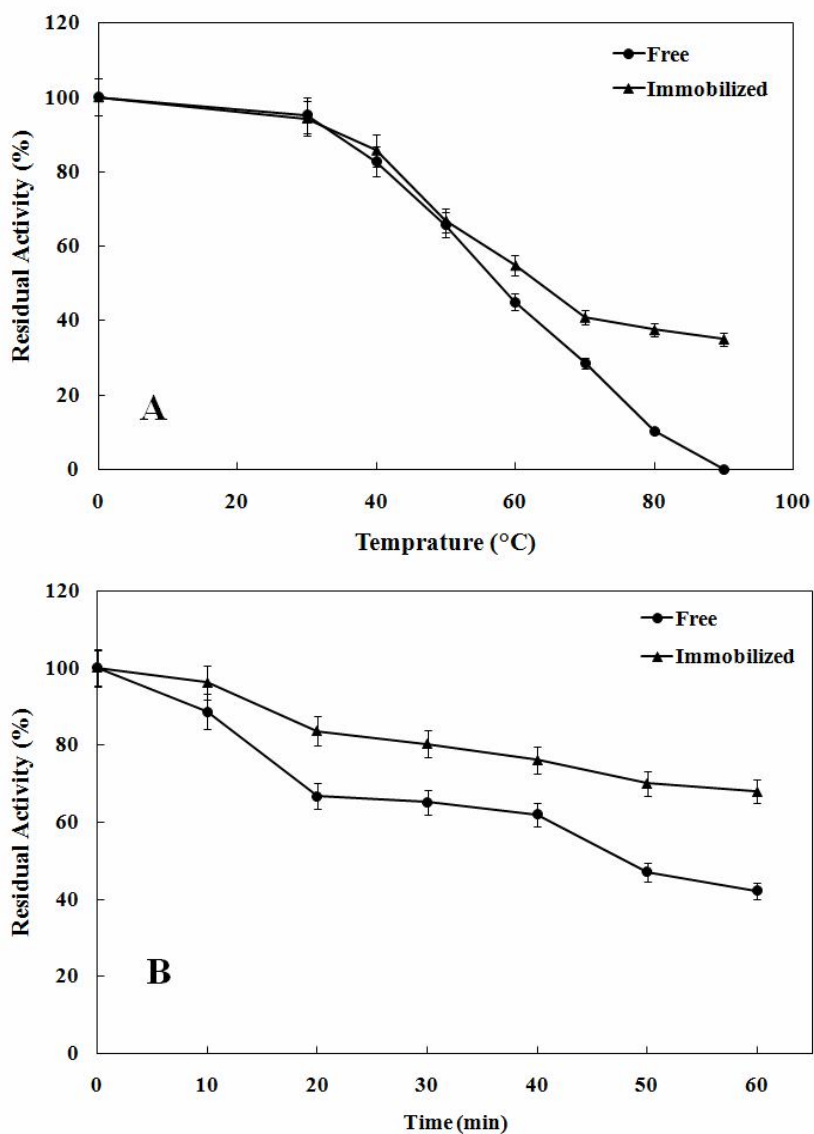 120
100
80
60
40
20
0
Residual Activity (%)
Free
Immobilized
A
0 20 40 60 80 100
Temprature (°C)
120
100
80
60
40
20
0
Residual Activity (%)
Free
Immobilized
B
0 10 20 30 40 50 60
Time (min)